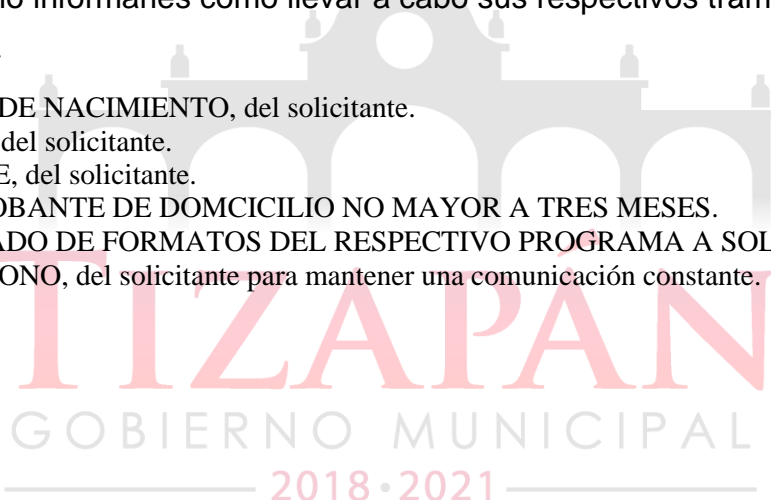 no informarles como llevar a cabo sus respectivos
.
DE NACIMIENTO, del solicitante.
del solicitante.
E, del solicitante.
OBANTE DE DOMCICILIO NO MAYOR A TRES MESES.
ADO DE FORMATOS DEL RESPECTIVO PROGRAMA A SOL
ONO, del solicitante para mantener una comunicación constante.
TIZAPÁN
GOBIERNO MUNICIPAL
2018•2021